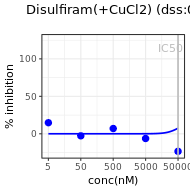 Disulfiram(+CuCl2) (dss:0
IC50
% inhibition
100
50
0
5 50 500 5000 50000
conc(nM)